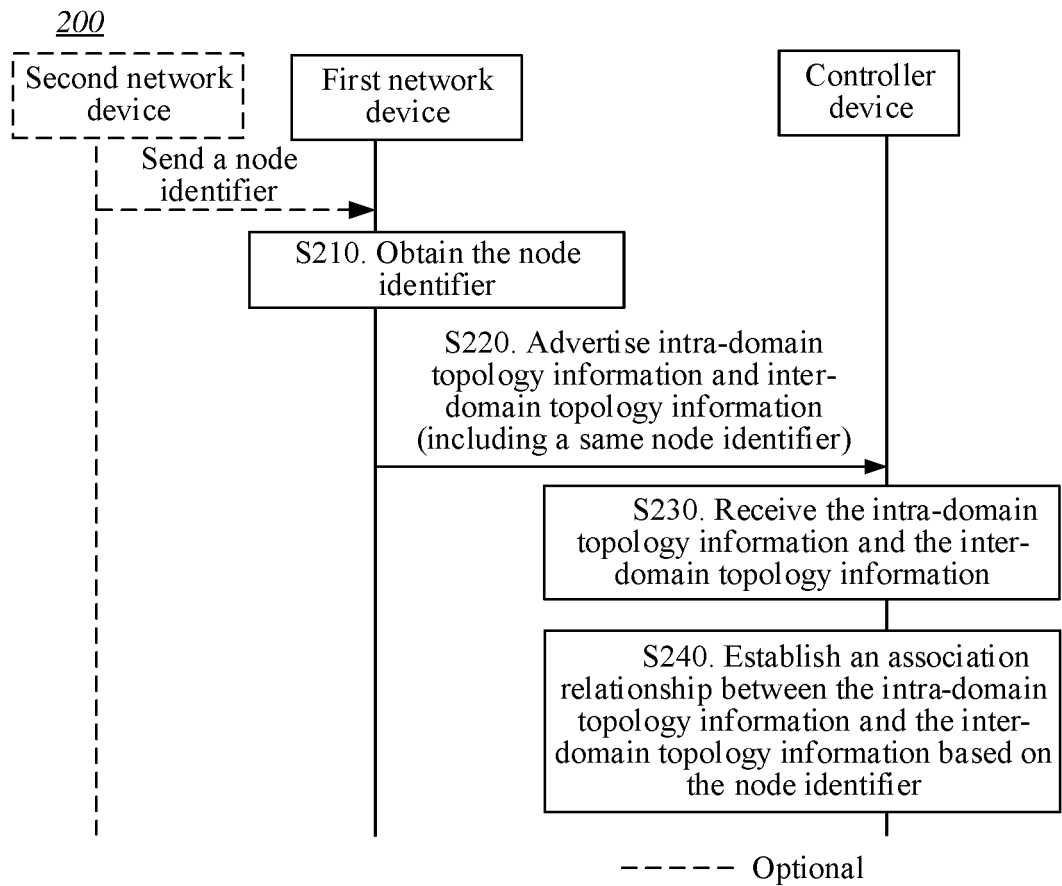 200
Second network
device
First network
device
Controller
device
Send a node
identifier
S210. Obtain the node
identifier
S220. Advertise intra-domain
topology information and inter-
domain topology information
(including a same node identifier)
S230. Receive the intra-domain
topology information and the inter-
domain topology information
S240. Establish an association
relationship between the intra-domain
topology information and the inter-
domain topology information based on
the node identifier
Optional